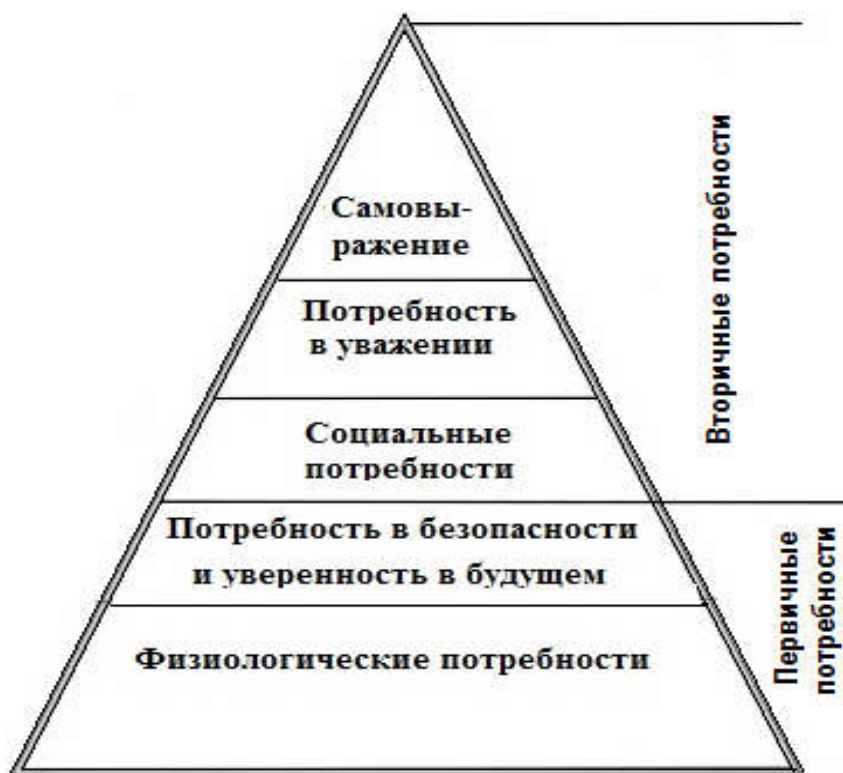 Самовы-
ражение
Потребность
в уважении
Социальные
потребности
Потребность в безопасности
и уверенность в будущем
Физиологические потребности
Вторичные потребности
Первичные
потребности